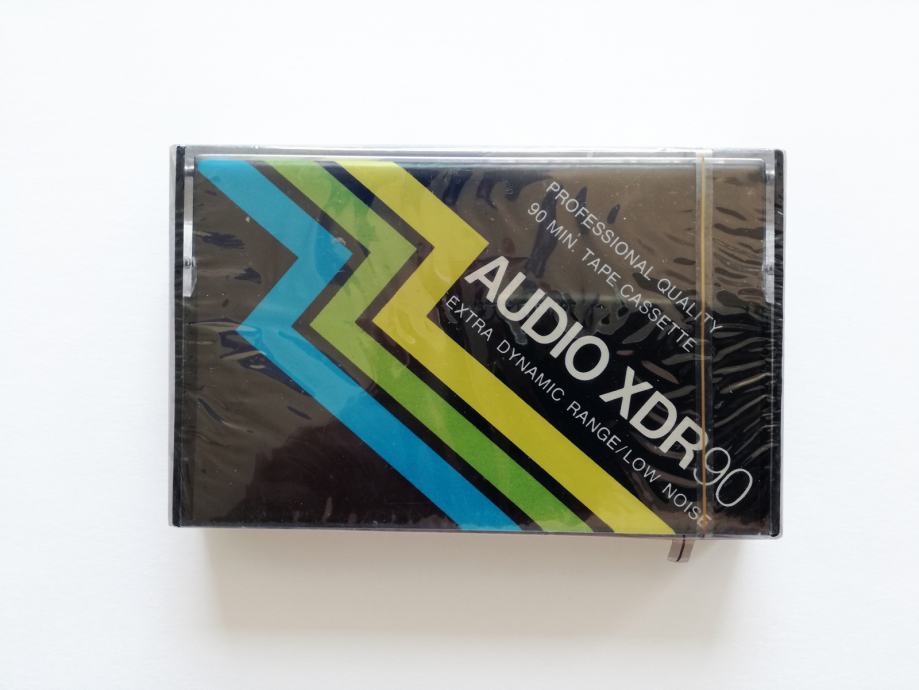 PROFESSIONAL QUALITY
90 MIN. TAPE CASSETTE
AUDIO XDR90
EXTRA DYNAMIC RANGE/LOW NOISE